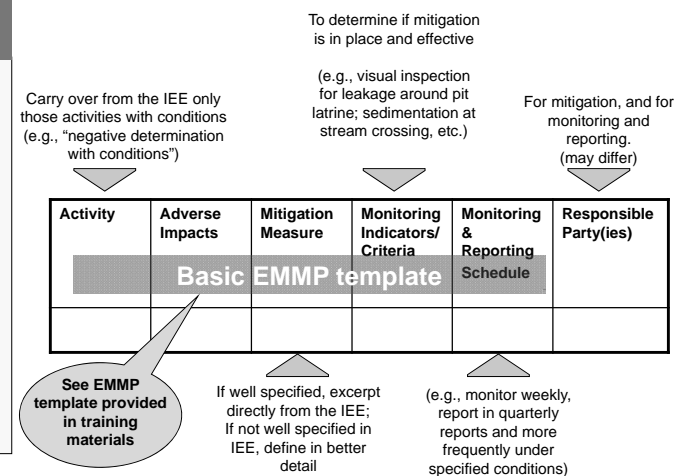 To determine if mitigation
is in place and effective
(e.g., visual inspection
for leakage around pit
latrine; sedimentation at
stream crossing, etc.)
Carry over from the IEE only
those activities with conditions
(e.g., “negative determination
with conditions”)
For mitigation, and for
monitoring and
reporting.
(may differ)
Activity
Adverse
Impacts
Mitigation
Measure
Monitoring
Indicators/
Criteria
Monitoring
&
Reporting
Schedule
Responsible
Party(ies)
Basic EMMP template
See EMMP
template provided
in training
materials
If well specified, excerpt
directly from the IEE;
If not well specified in
IEE, define in better
detail
(e.g., monitor weekly,
report in quarterly
reports and more
frequently under
specified conditions)